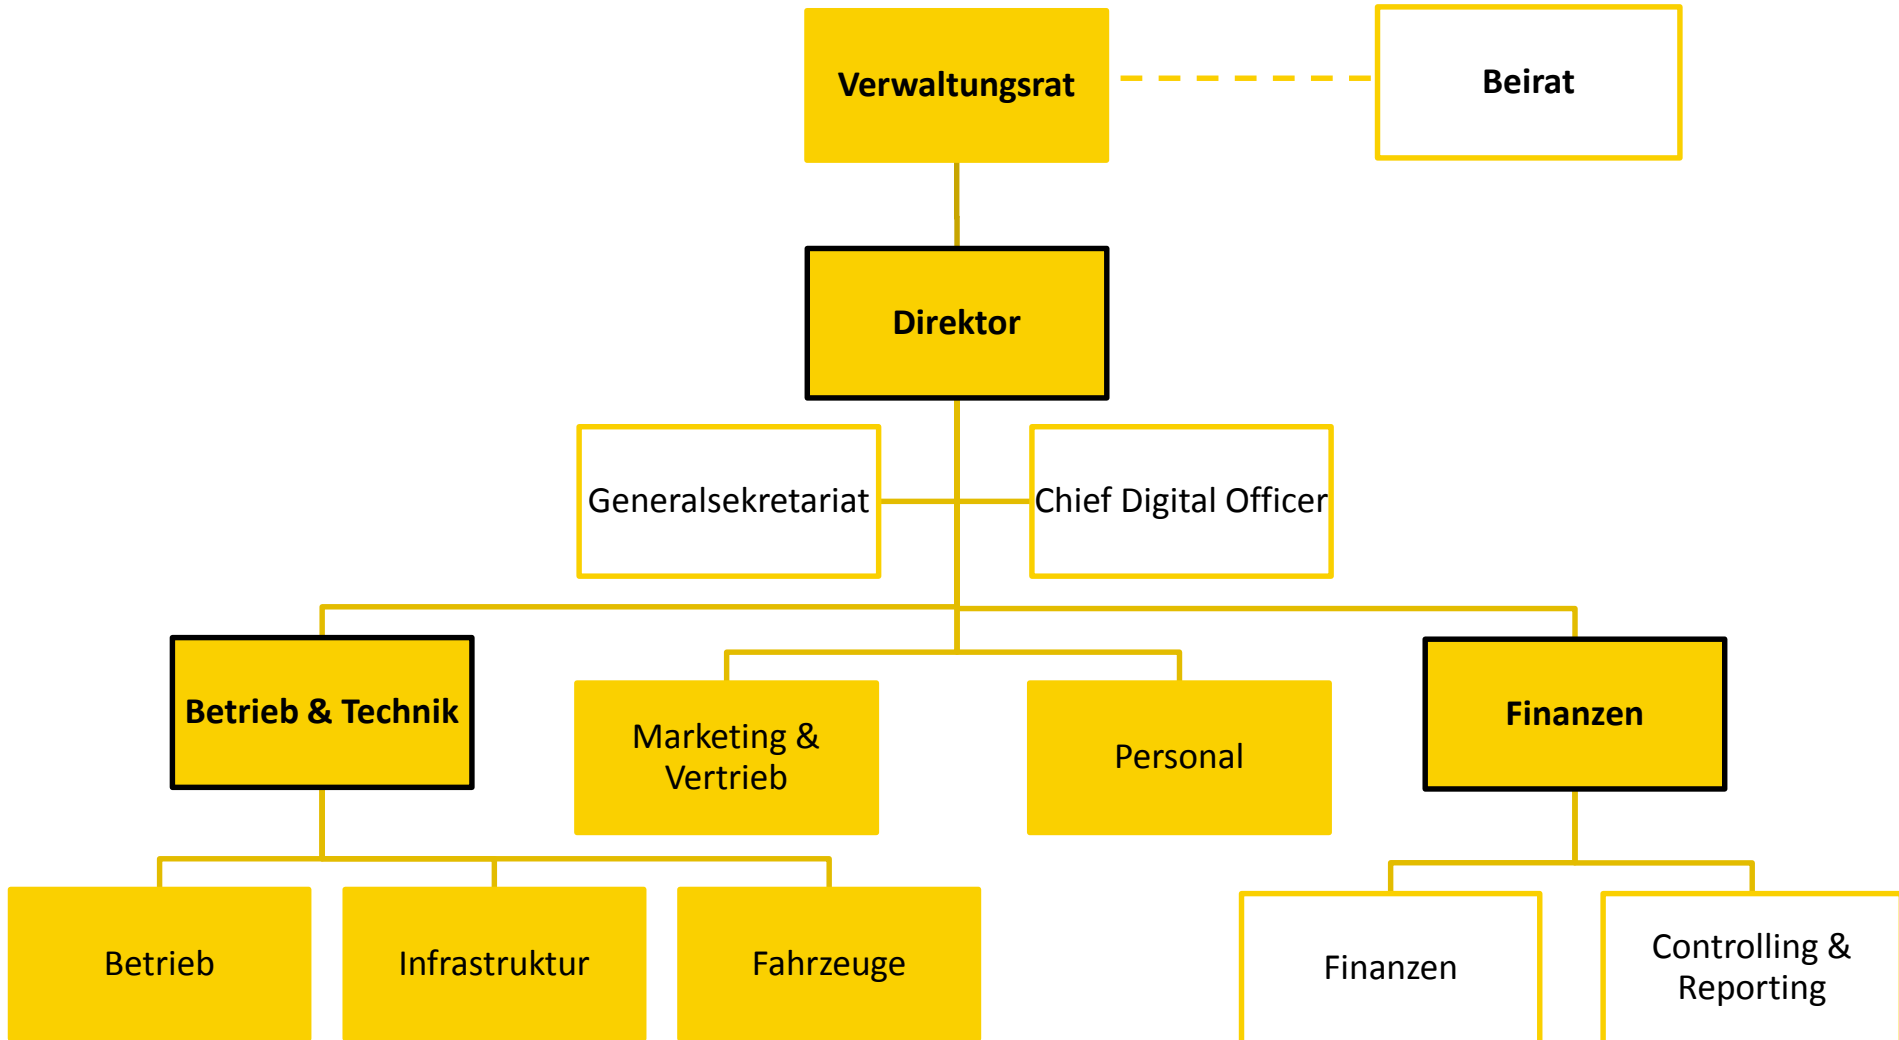 Verwaltungsrat
Beirat
Direktor
Generalsekretariat
Chief Digital Officer
Betrieb & Technik
Marketing &
Vertrieb
Personal
Finanzen
Betrieb
Infrastruktur
Fahrzeuge
Finanzen
Controlling &
Reporting